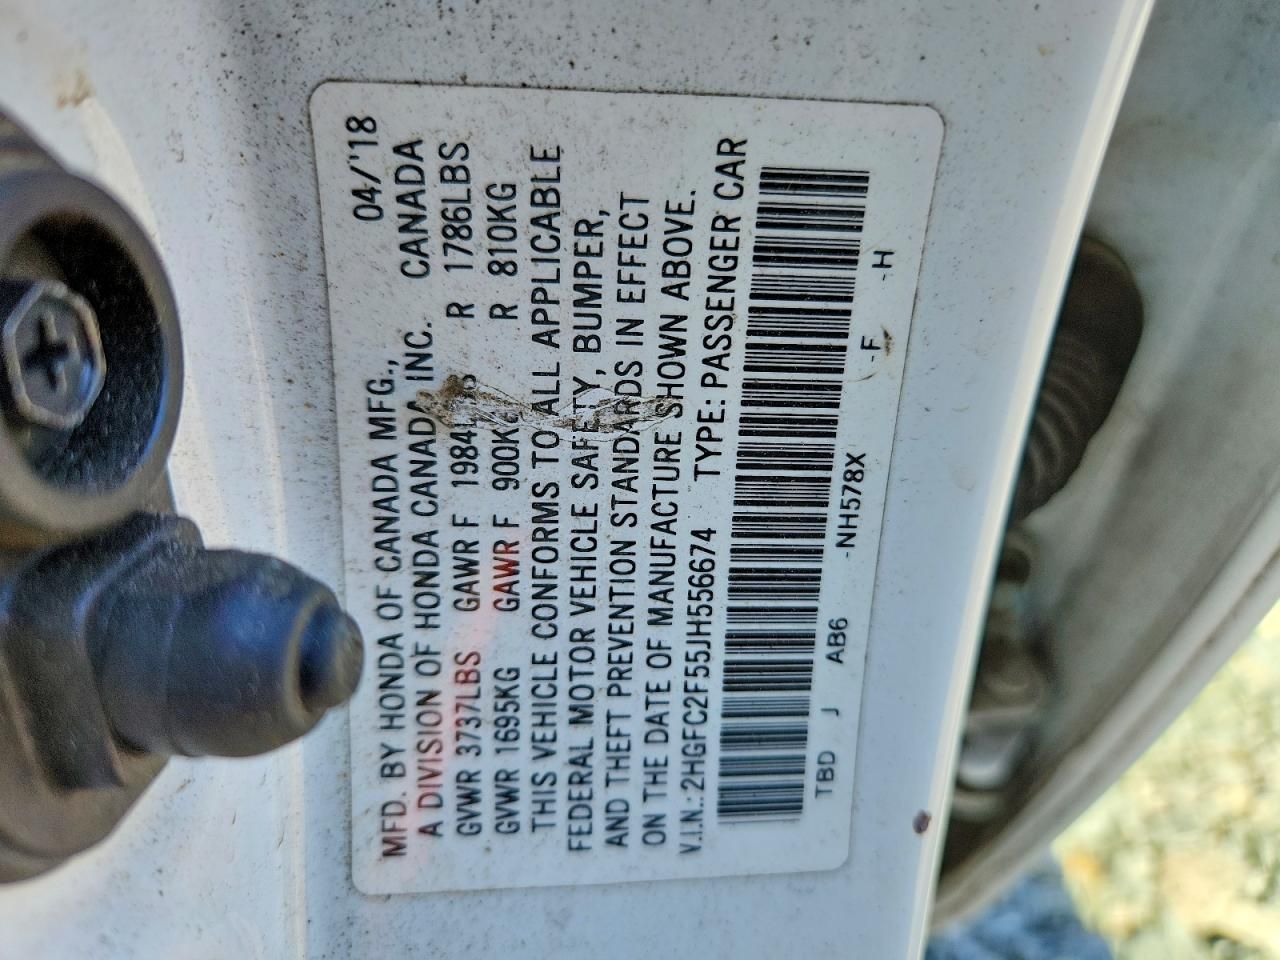 MFD. BY HONDA OF CANADA MFG., 04/'18
A DIVISION OF HONDA CANADA INC. CANADA
GVWR 3737LBS GAWR F 1984 R 1786LBS
GVWR 1695KG GAWR F 900KG R 810KG
THIS VEHICLE CONFORMS TO ALL APPLICABLE
FEDERAL MOTOR VEHICLE SAFETY, BUMPER,
AND THEFT PREVENTION STANDARDS IN EFFECT
ON THE DATE OF MANUFACTURE SHOWN ABOVE.
V.I.N.: 2HGFC2F55JH556674 TYPE: PASSENGER CAR
TBD J AB6 -NH578X -F -H